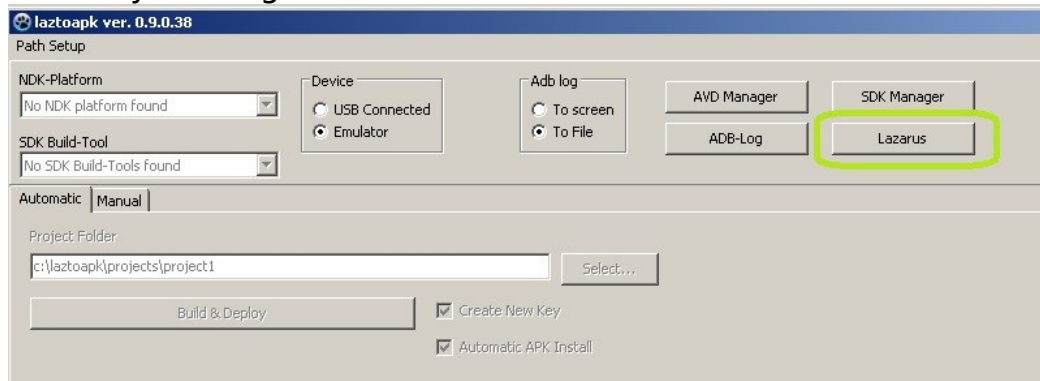 laztoapk ver. 0.9.0.38
Path Setup
NDK-Platform
No NDK platform found
SDK Build-Tool
No SDK Build-Tools found
Device
USB Connected
Emulator
Adb log
To screen
To File
AVD Manager
SDK Manager
ADB-Log
Lazarus
Automatic
Manual
Project Folder
c:\laztoapk\projects\project1
Select...
Build & Deploy
Create New Key
Automatic APK Install